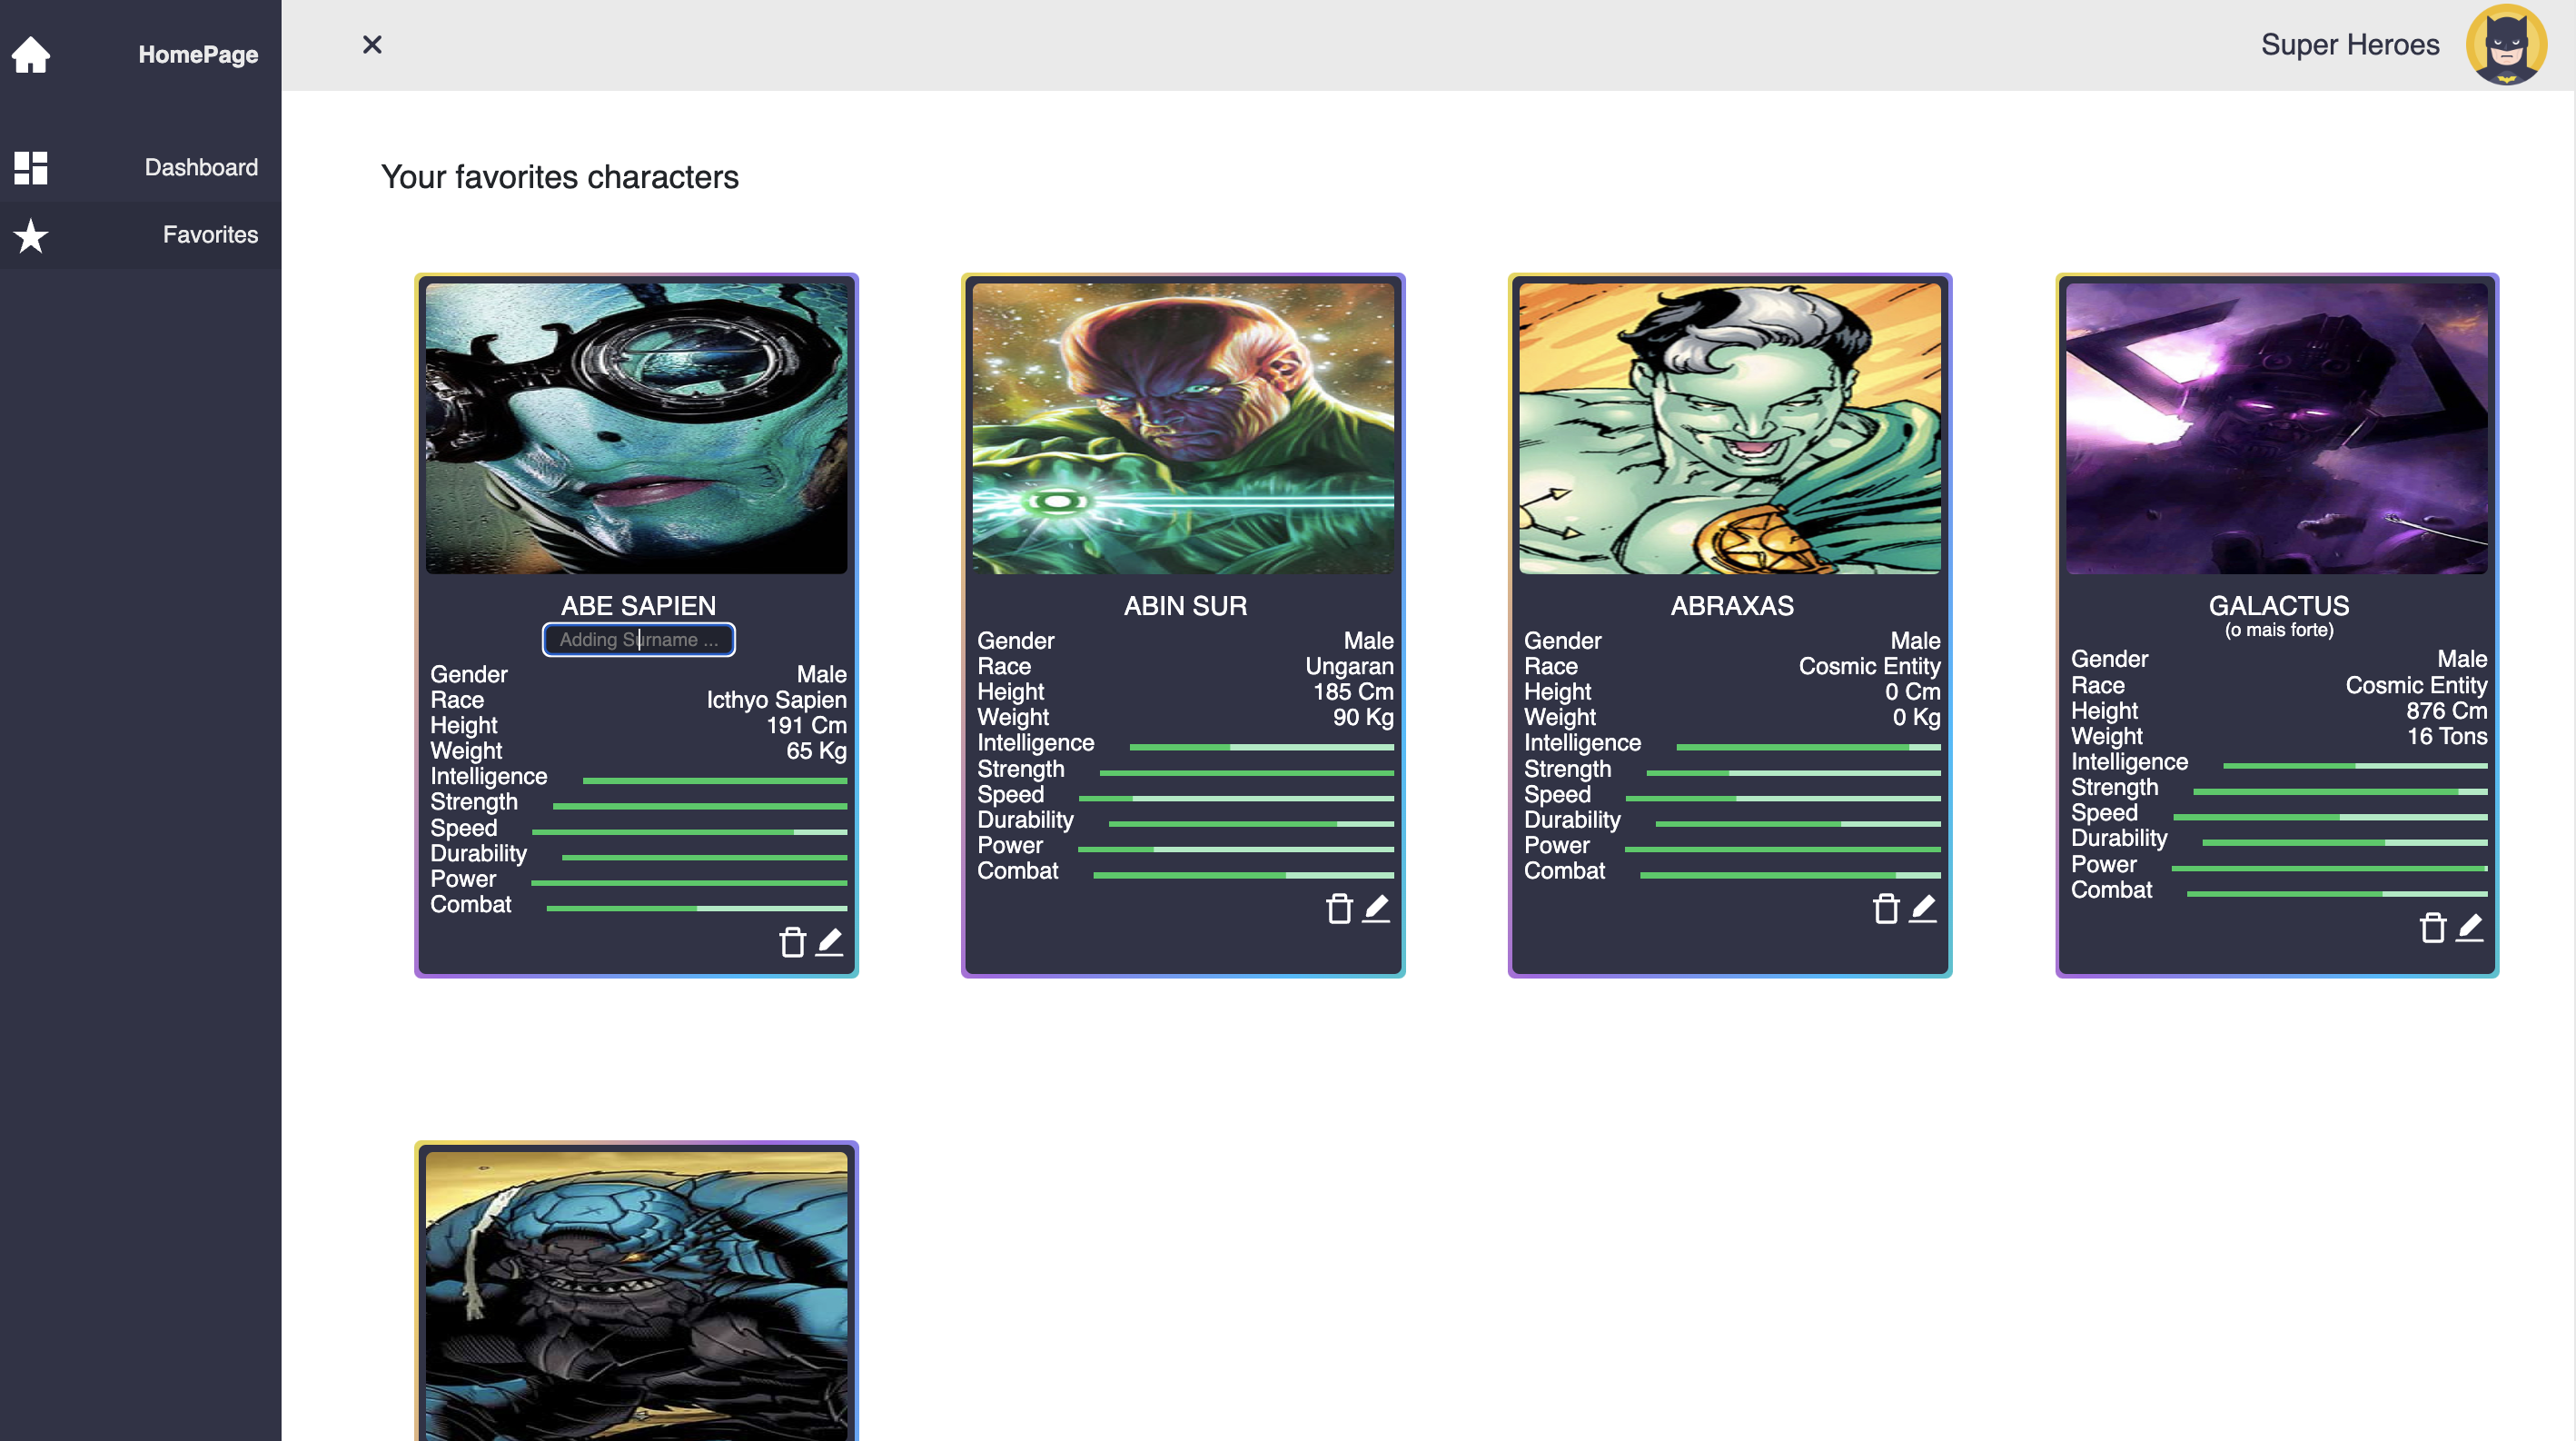 HomePage
Super Heroes
Dashboard
Favorites
Your favorites characters
ABE SAPIEN
Adding Surname ...
Gender Male
Race Icthyo Sapien
Height 191 Cm
Weight 65 Kg
Intelligence
Strength
Speed
Durability
Power
Combat
ABIN SUR
Gender Male
Race Ungaran
Height 185 Cm
Weight 90 Kg
Intelligence
Strength
Speed
Durability
Power
Combat
ABRAXAS
Gender Male
Race Cosmic Entity
Height 0 Cm
Weight 0 Kg
Intelligence
Strength
Speed
Durability
Power
Combat
GALACTUS
(o mais forte)
Gender Male
Race Cosmic Entity
Height 876 Cm
Weight 16 Tons
Intelligence
Strength
Speed
Durability
Power
Combat